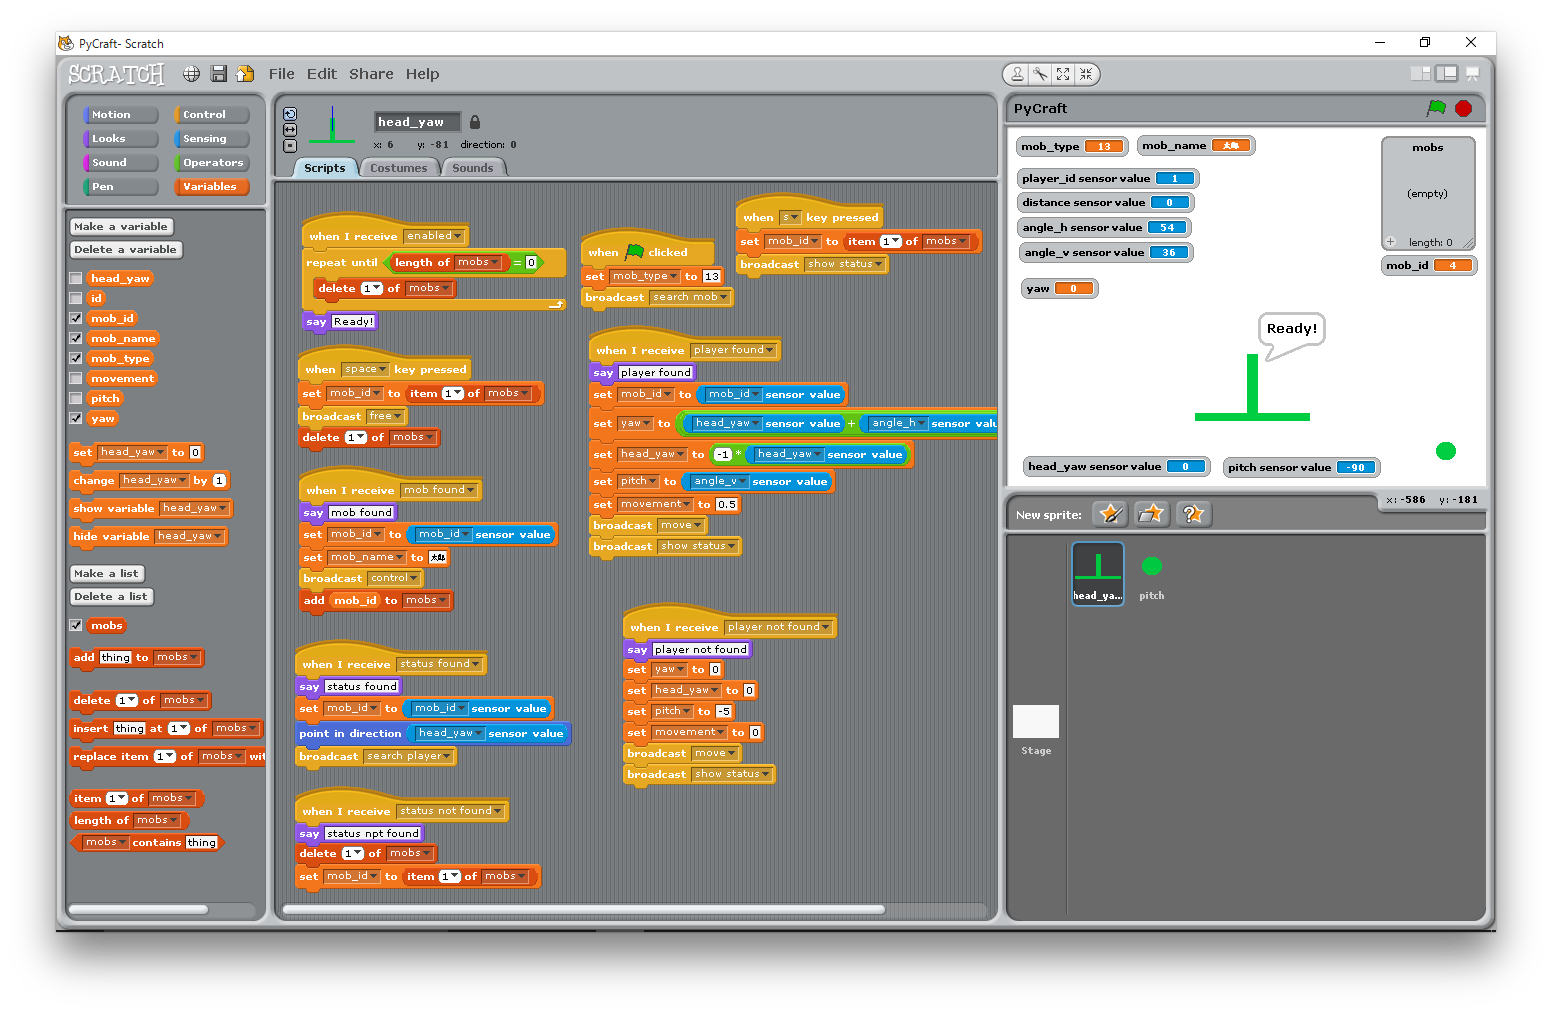 PyCraft- Scratch
SCRATCH File Edit Share Help
Motion Control
Looks Sensing
Sound Operators
Pen Variables
Make a variable
Delete a variable
head_yaw
id
mob_id
mob_name
mob_type
movement
pitch
yaw
set head_yaw to 0
change head_yaw by 1
show variable head_yaw
hide variable head_yaw
Make a list
Delete a list
mobs
add thing to mobs
delete 1 of mobs
insert thing at 1 of mobs
replace item 1 of mobs wit
item 1 of mobs
length of mobs
mobs contains thing
head_yaw
x: 6 y: -81 direction: 0
Scripts Costumes Sounds
when I receive enabled
repeat until length of mobs = 0
delete 1 of mobs
say Ready!
when space key pressed
set mob_id to item 1 of mobs
broadcast free
delete 1 of mobs
when I receive mob found
say mob found
set mob_id to mob_id sensor value
set mob_name to 太郎
broadcast control
add mob_id to mobs
when I receive status found
say status found
set mob_id to mob_id sensor value
point in direction head_yaw sensor value
broadcast search player
when I receive status not found
say status npt found
delete 1 of mobs
set mob_id to item 1 of mobs
when clicked
set mob_type to 13
broadcast search mob
when s key pressed
set mob_id to item 1 of mobs
broadcast show status
when I receive player found
say player found
set mob_id to mob_id sensor value
set yaw to head_yaw sensor value + angle_h sensor valu
set head_yaw to -1 * head_yaw sensor value
set pitch to angle_v sensor value
set movement to 0.5
broadcast move
broadcast show status
when I receive player not found
say player not found
set yaw to 0
set head_yaw to 0
set pitch to -5
set movement to 0
broadcast move
broadcast show status
PyCraft
mob_type 13 mob_name 太郎
player_id sensor value 1
distance sensor value 0
angle_h sensor value 54
angle_v sensor value 36
yaw 0
mobs
(empty)
+ length: 0
mob_id 4
Ready!
head_yaw sensor value 0 pitch sensor value -90
x: -586 y: -181
New sprite:
head_ya... pitch
Stage